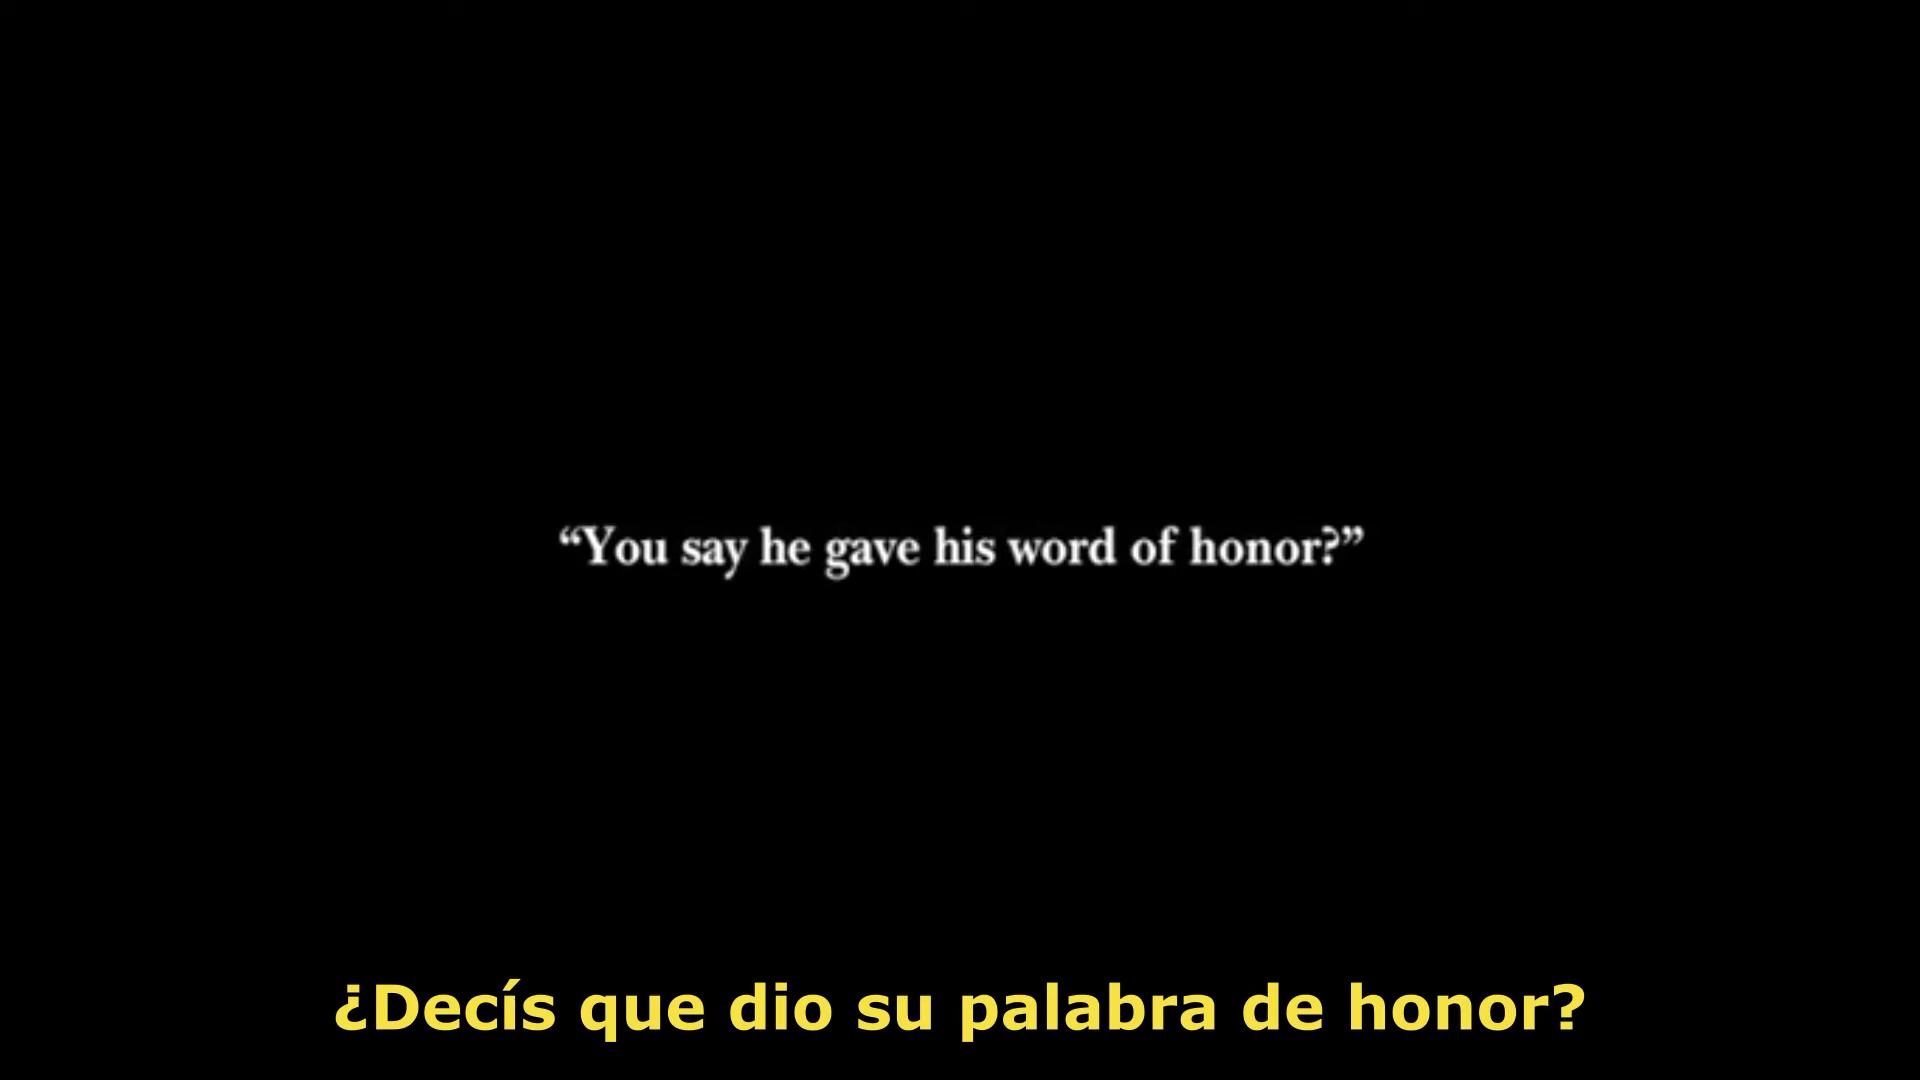 “You say he gave his word of honor?”
¿Decís que dio su palabra de honor?